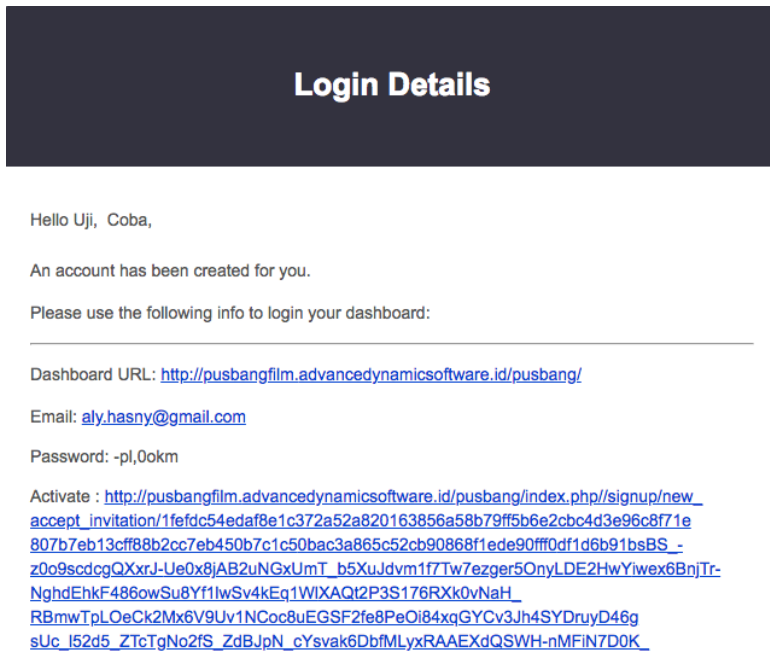 Login Details
Hello Uji,  Coba,
An account has been created for you.
Please use the following info to login your dashboard:
Dashboard URL: http://pusbangfilm.advancedynamicsoftware.id/pusbang/
Email: aly.hasny@gmail.com
Password: -pl,0okm
Activate : http://pusbangfilm.advancedynamicsoftware.id/pusbang/index.php//signup/new_
accept_invitation/1fefdc54edaf8e1c372a52a820163856a58b79ff5b6e2cbc4d3e96c8f71e
807b7eb13cff88b2cc7eb450b7c1c50bac3a865c52cb90868f1ede90fff0df1d6b91bsBS_-
z0o9scdcgQXxrJ-Ue0x8jAB2uNGxUmT_b5XuJdvm1f7Tw7ezger5OnyLDE2HwYiwex6BnjTr-
NghdEhkF486owSu8Yf1IwSv4kEq1WlXAQt2P3S176RXk0vNaH_
RBmwTpLOeCk2Mx6V9Uv1NCoc8uEGSF2fe8PeOi84xqGYCv3Jh4SYDruyD46g
sUc_l52d5_ZTcTgNo2fS_ZdBJpN_cYsvak6DbfMLyxRAAEXdQSWH-nMFiN7D0K_